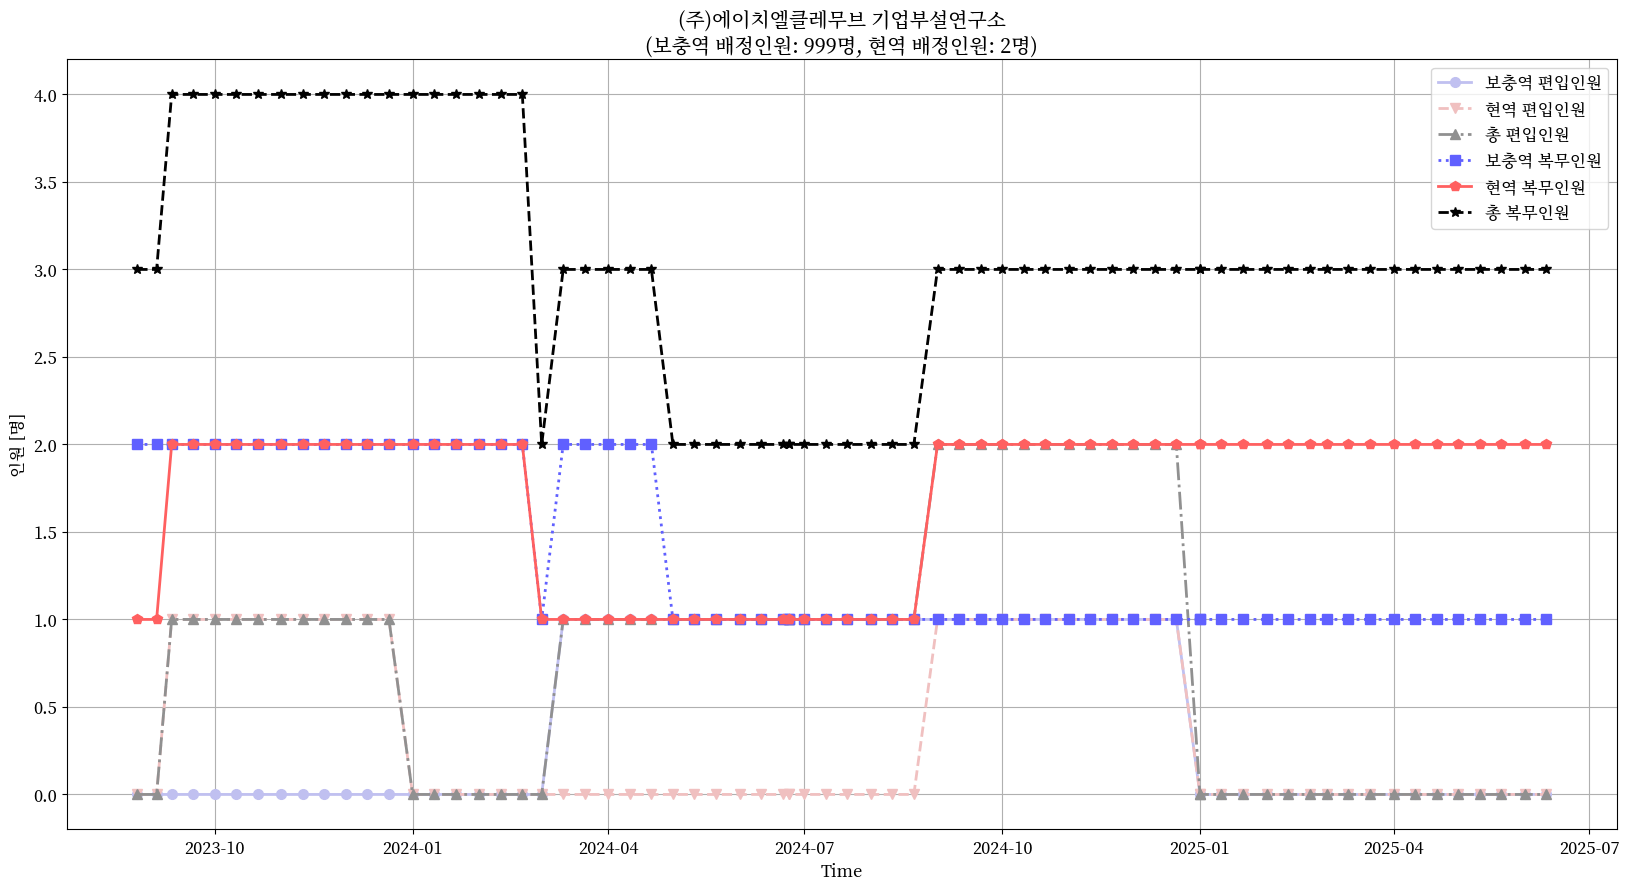 (주)에이치엘클레무브 기업부설연구소
(보충역 배정인원: 999명, 현역 배정인원: 2명)
보충역 편입인원
현역 편입인원
총 편입인원
보충역 복무인원
현역 복무인원
총 복무인원
인원 [명]
4.0
3.5
3.0
2.5
2.0
1.5
1.0
0.5
0.0
2023-10
2024-01
2024-04
2024-07
2024-10
2025-01
2025-04
2025-07
Time